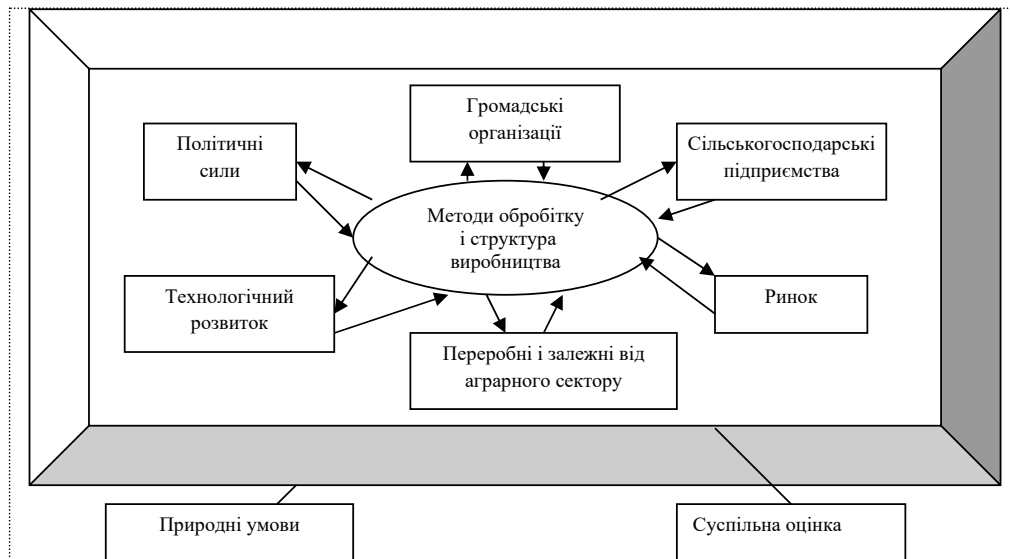 Громадські
організації
Політичні
сили
Сільськогосподарські
підприємства
Методи обробітку
і структура
виробництва
Технологічний
розвиток
Ринок
Переробні і залежні від
аграрного сектору
Природні умови
Суспільна оцінка